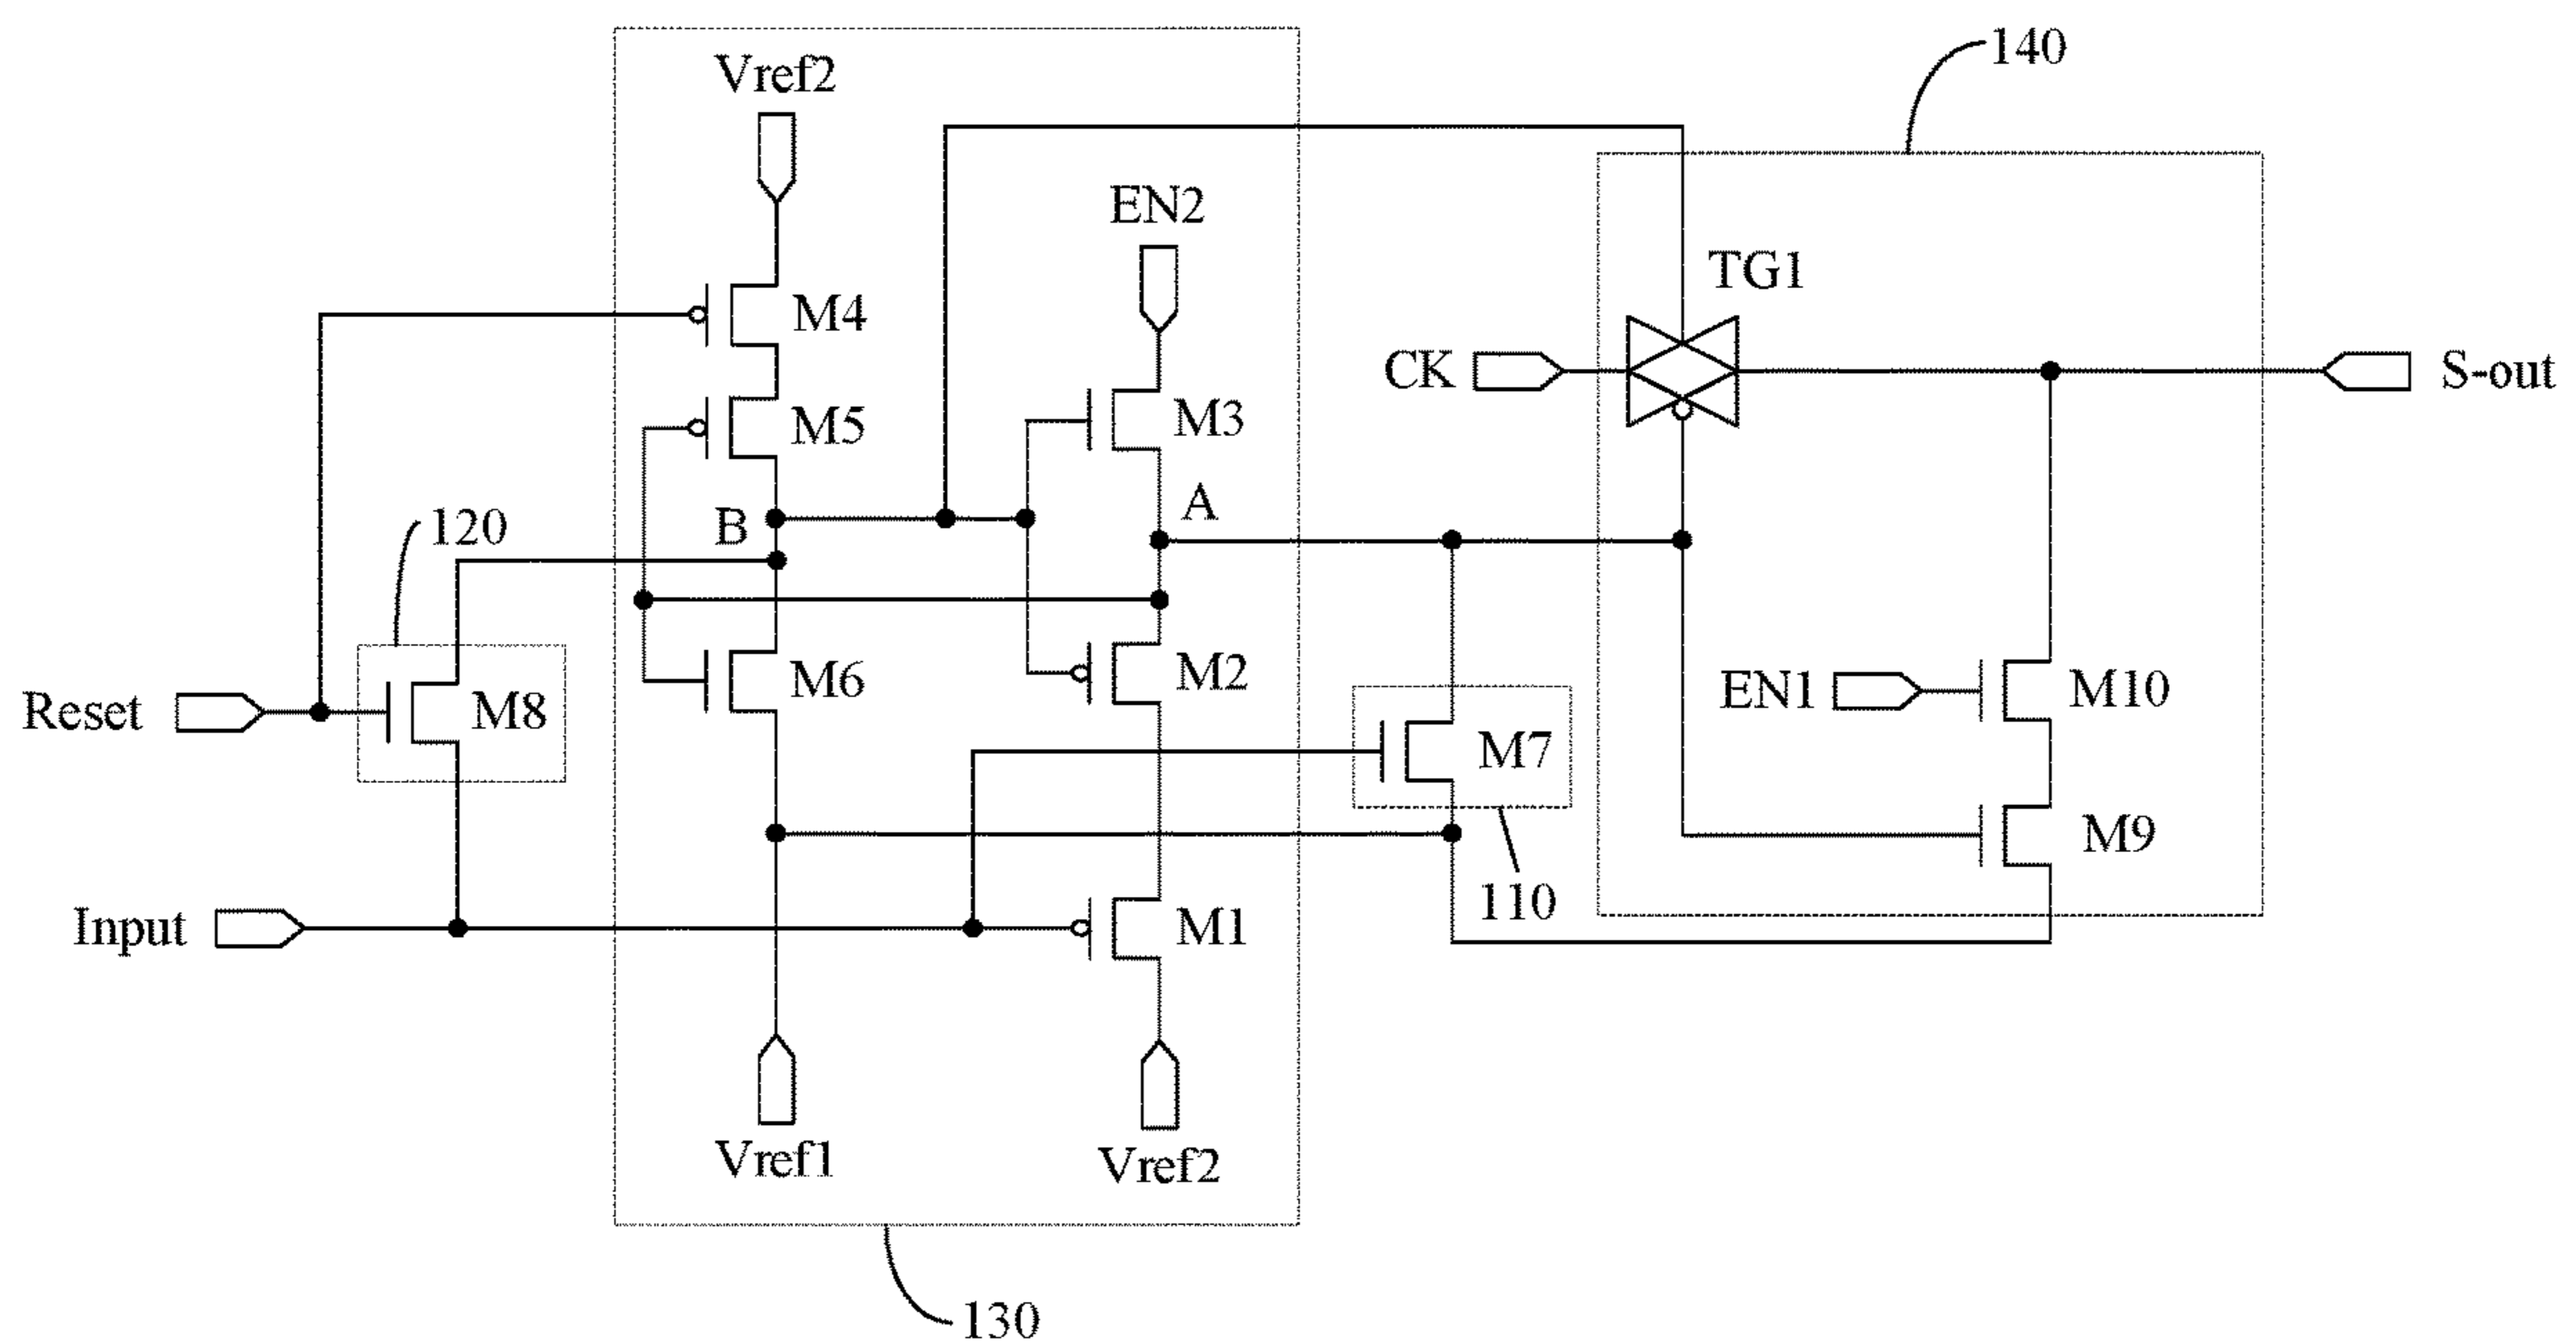 140
Vref2
EN2
TG1
M4
CK
S-out
M5
M3
A
B
120
M6
M2
M10
EN1
Reset
M8
M7
M9
110
Input
M1
Vref1
Vref2
130